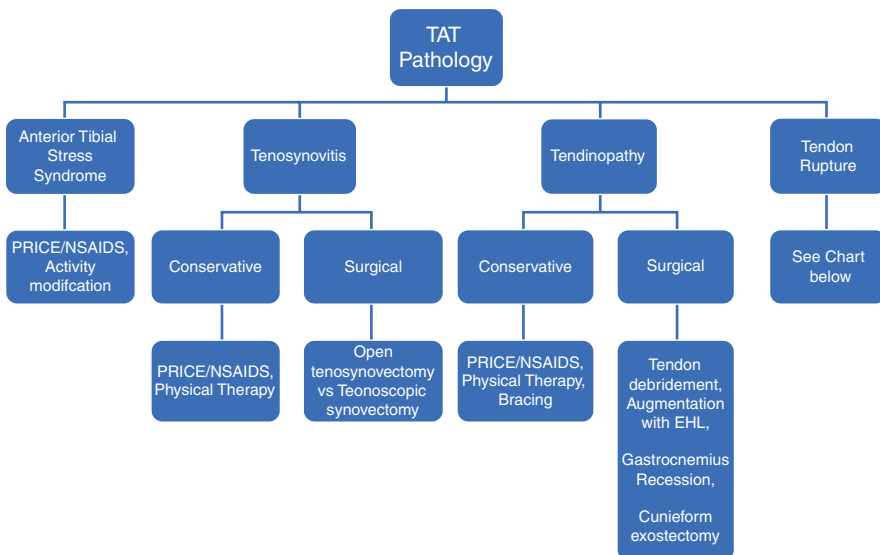 TAT
Pathology
Anterior Tibial
Stress
Syndrome
Tenosynovitis
Tendinopathy
Tendon
Rupture
PRICE/NSAIDS,
Activity
modifcation
Conservative
Surgical
Conservative
Surgical
See Chart
below
PRICE/NSAIDS,
Physical Therapy
Open
tenosynovectomy
vs Teonoscopic
synovectomy
PRICE/NSAIDS,
Physical Therapy,
Bracing
Tendon
debridement,
Augmentation
with EHL,
Gastrocnemius
Recession,
Cunieform
exostectomy